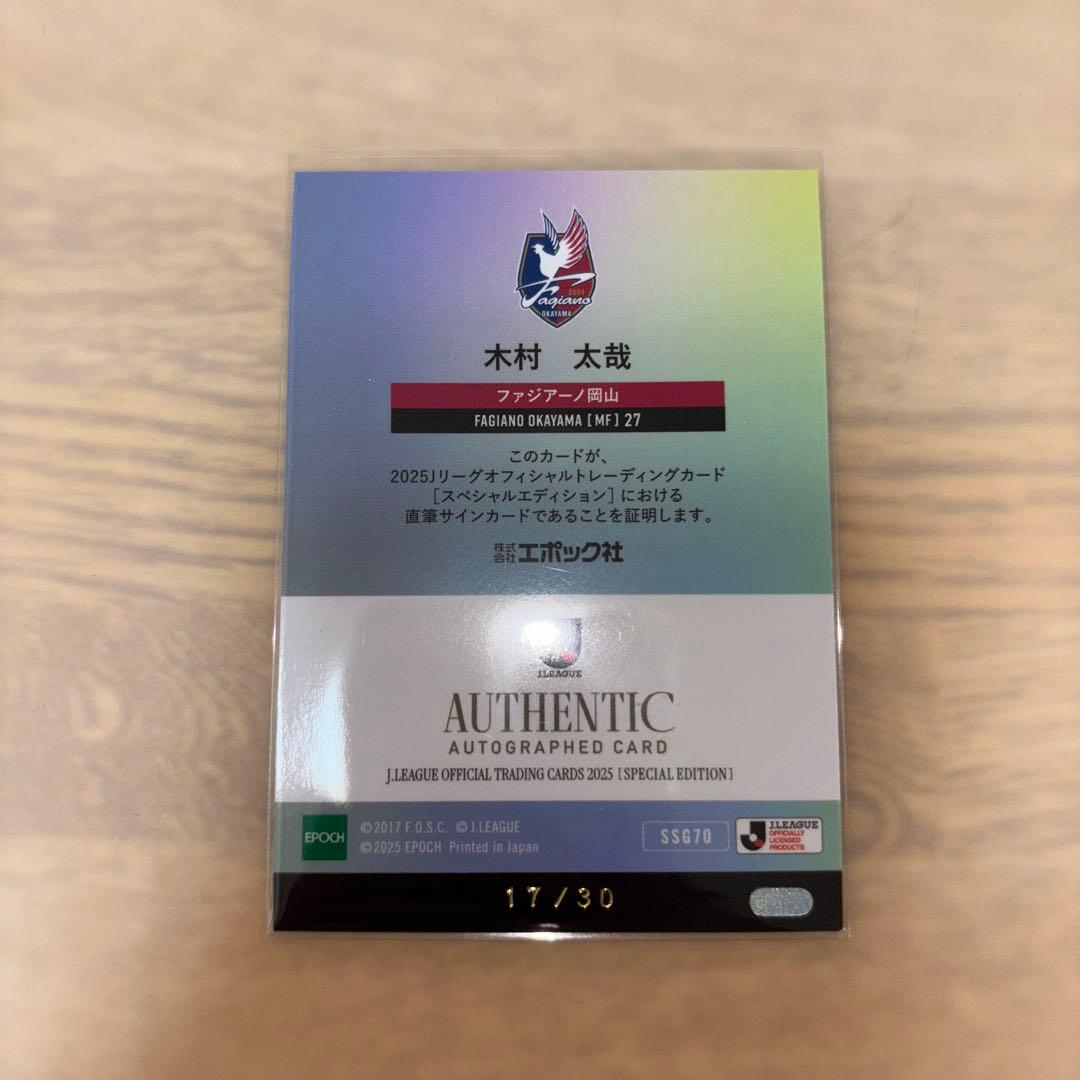 2004
Fagiano
OKAYAMA
木村　太哉
ファジアーノ岡山
FAGIANO OKAYAMA [MF] 27
このカードが、
2025Jリーグオフィシャルトレーディングカード
[スペシャルエディション] における
直筆サインカードであることを証明します。
株式会社エポック社
J.LEAGUE
AUTHENTIC
AUTOGRAPHED CARD
J.LEAGUE OFFICIAL TRADING CARDS 2025 [SPECIAL EDITION]
EPOCH
©2017 F.O.S.C. © J.LEAGUE
©2025 EPOCH Printed in Japan
SSG70
J.LEAGUE
OFFICIALLY
LICENSED
PRODUCTS
17/30